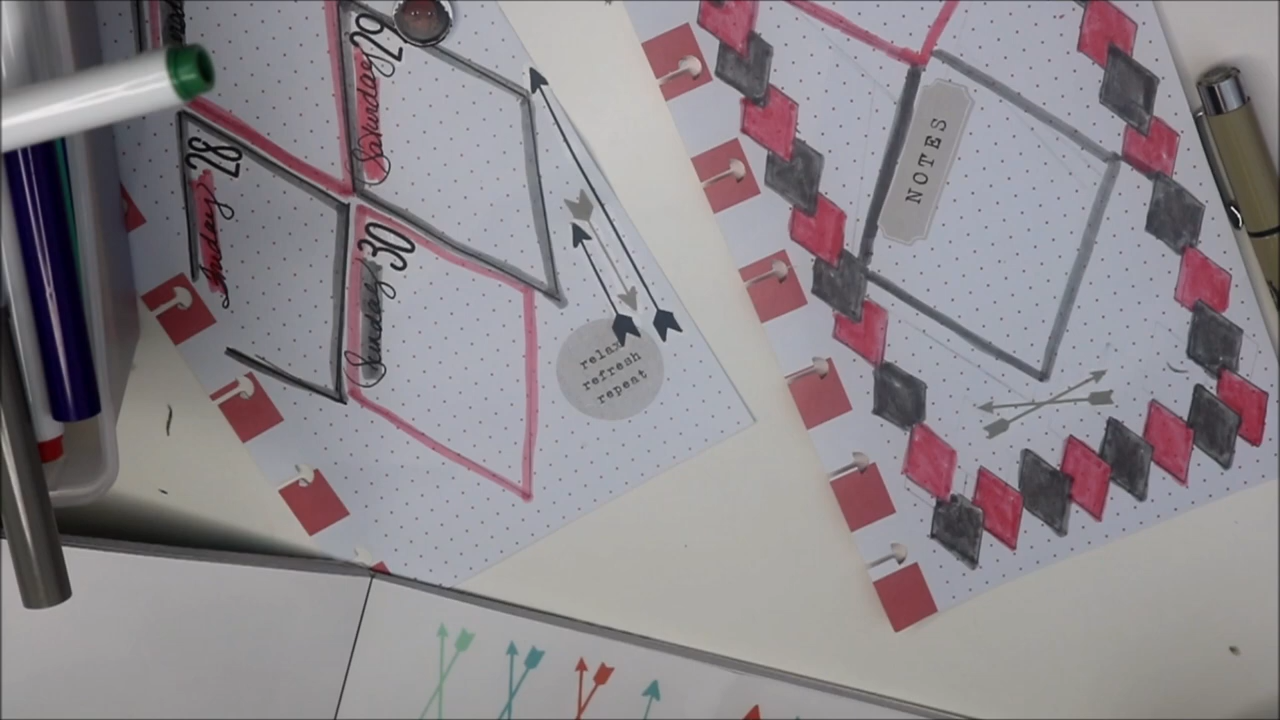 Friday 28
Saturday 29
Sunday 30
relax
refresh
repeat
NOTES